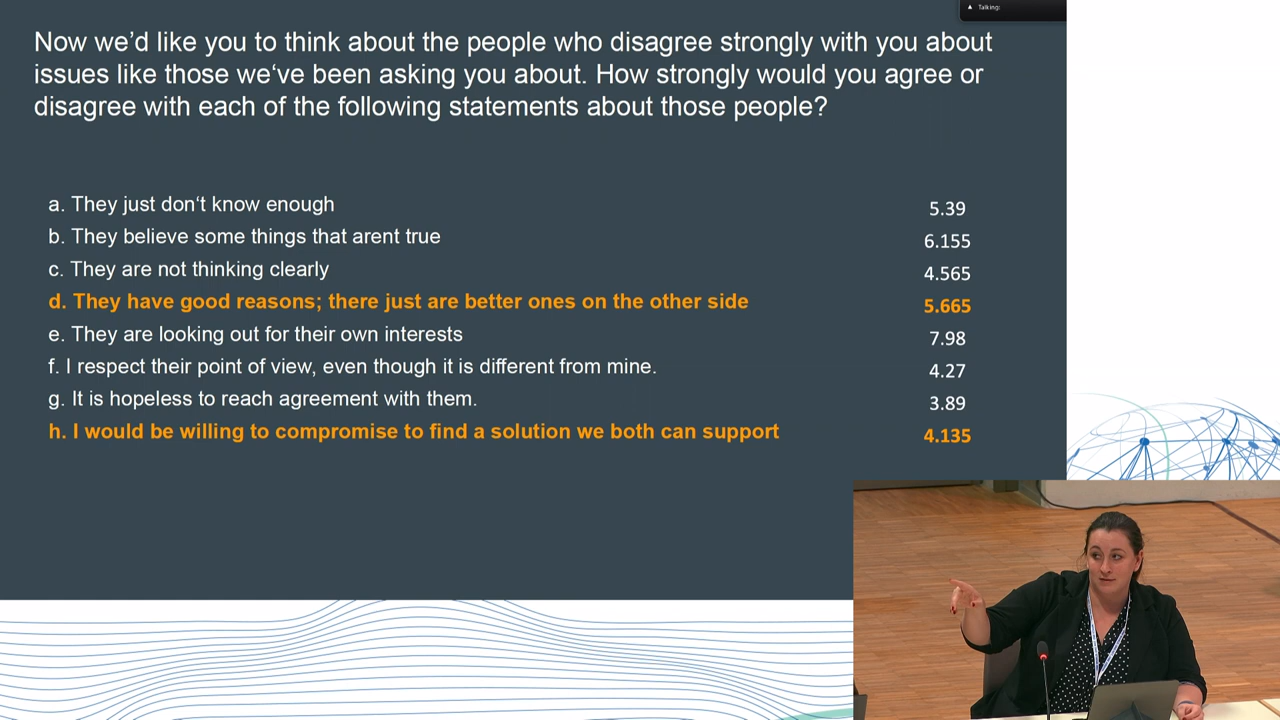 Talking:
Now we’d like you to think about the people who disagree strongly with you about
issues like those we‘ve been asking you about. How strongly would you agree or
disagree with each of the following statements about those people?
a. They just don‘t know enough 5.39
b. They believe some things that arent true 6.155
c. They are not thinking clearly 4.565
d. They have good reasons; there just are better ones on the other side 5.665
e. They are looking out for their own interests 7.98
f. I respect their point of view, even though it is different from mine. 4.27
g. It is hopeless to reach agreement with them. 3.89
h. I would be willing to compromise to find a solution we both can support 4.135